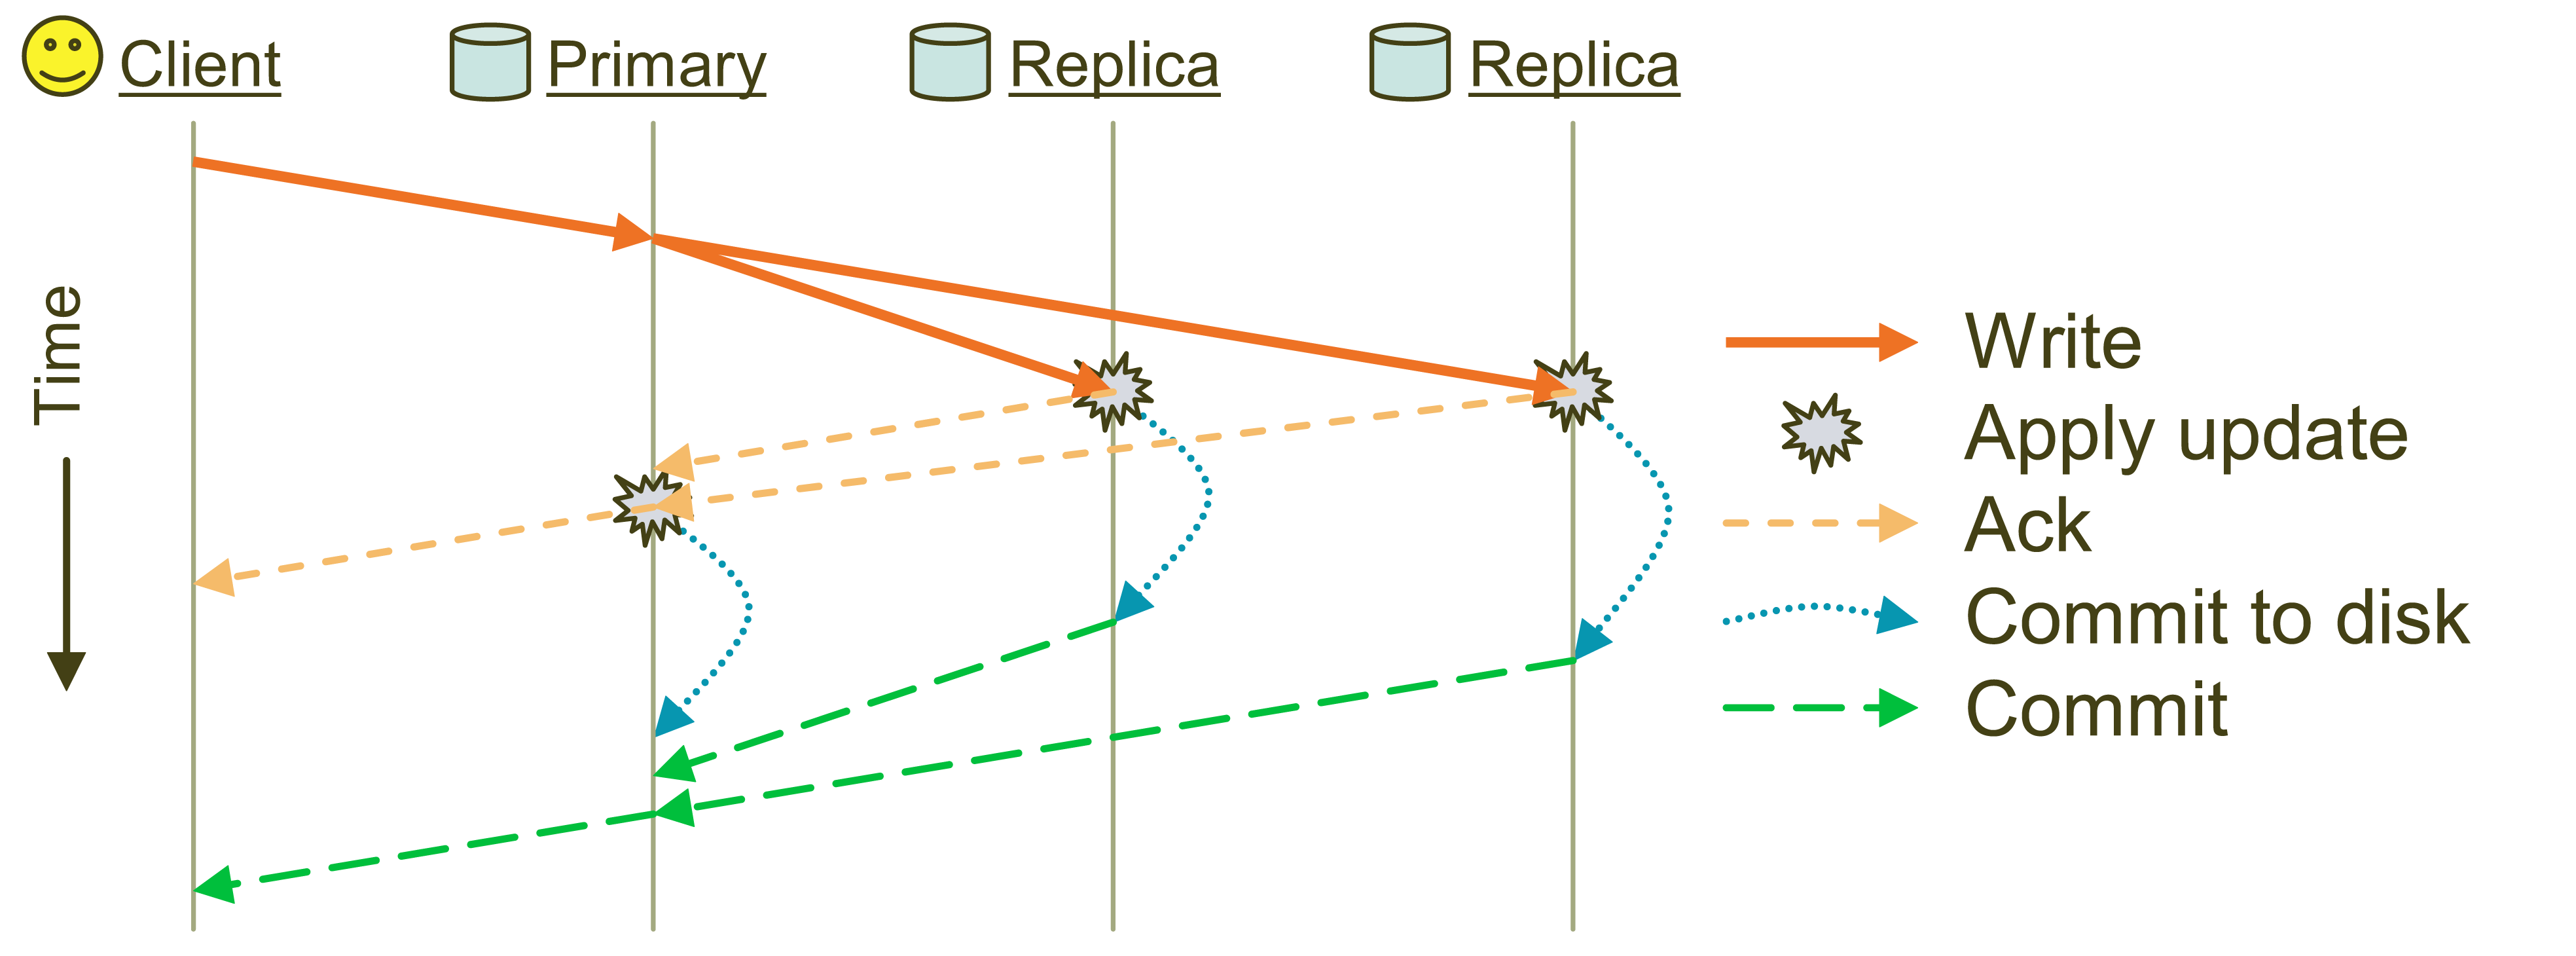 Client
Primary
Replica
Replica
Time
Write
Apply update
Ack
Commit to disk
Commit